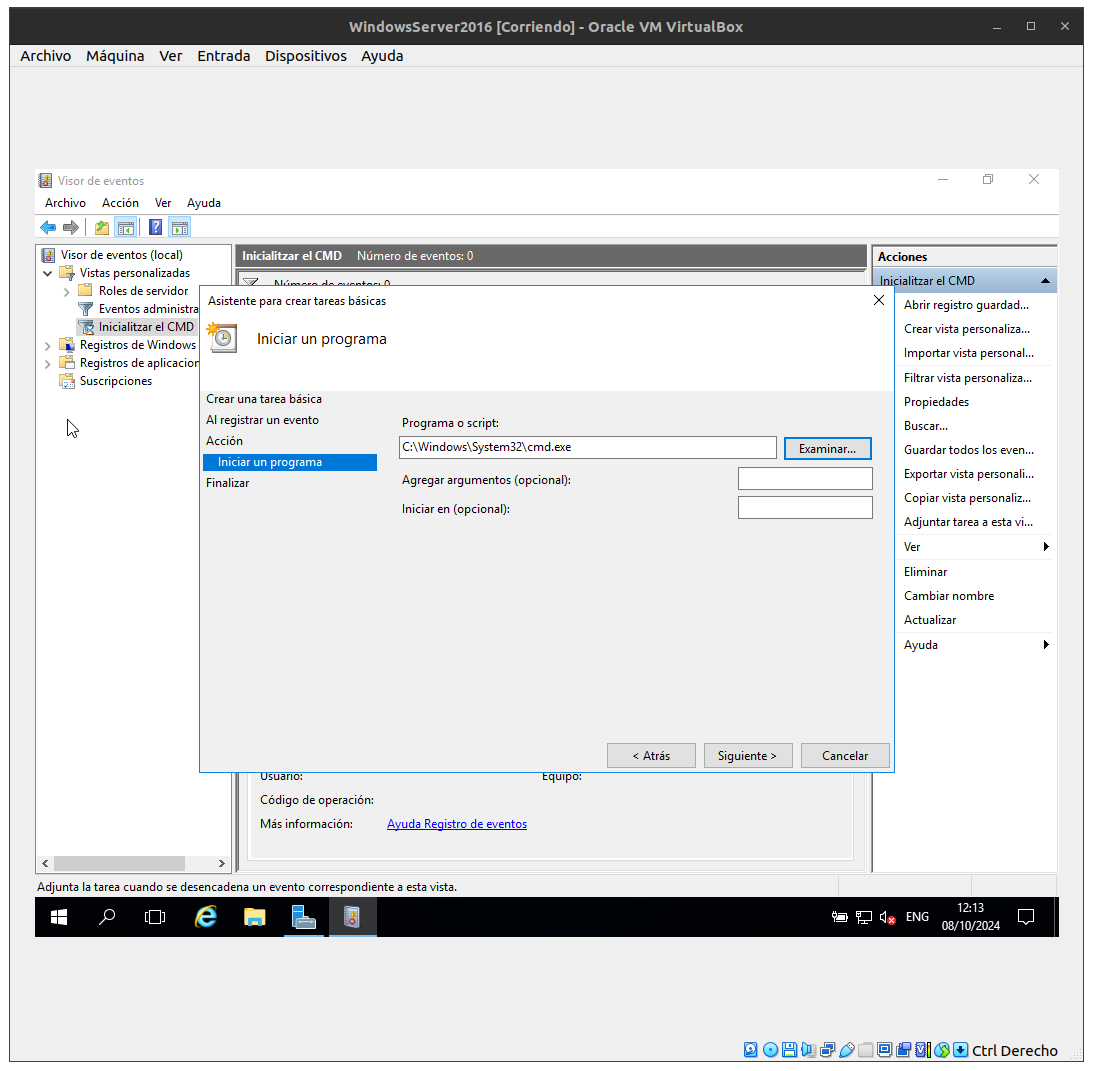 WindowsServer2016 [Corriendo] - Oracle VM VirtualBox
Archivo Máquina Ver Entrada Dispositivos Ayuda
Visor de eventos
Archivo Acción Ver Ayuda
Visor de eventos (local)
Vistas personalizadas
Roles de servidor
Eventos administra
Inicialitzar el CMD
Registros de Windows
Registros de aplicacion
Suscripciones
Inicialitzar el CMD Número de eventos: 0
Número de eventos: 0
Asistente para crear tareas básicas
Iniciar un programa
Crear una tarea básica
Al registrar un evento
Acción
Iniciar un programa
Finalizar
Programa o script:
C:\Windows\System32\cmd.exe
Examinar...
Agregar argumentos (opcional):
Iniciar en (opcional):
< Atrás
Siguiente >
Cancelar
Usuario:
Equipo:
Código de operación:
Más información: Ayuda Registro de eventos
Acciones
Inicialitzar el CMD
Abrir registro guardad...
Crear vista personaliza...
Importar vista personal...
Filtrar vista personaliza...
Propiedades
Buscar...
Guardar todos los even...
Exportar vista personali...
Copiar vista personaliz...
Adjuntar tarea a esta vi...
Ver
Eliminar
Cambiar nombre
Actualizar
Ayuda
Adjunta la tarea cuando se desencadena un evento correspondiente a esta vista.
ENG
12:13
08/10/2024
Ctrl Derecho